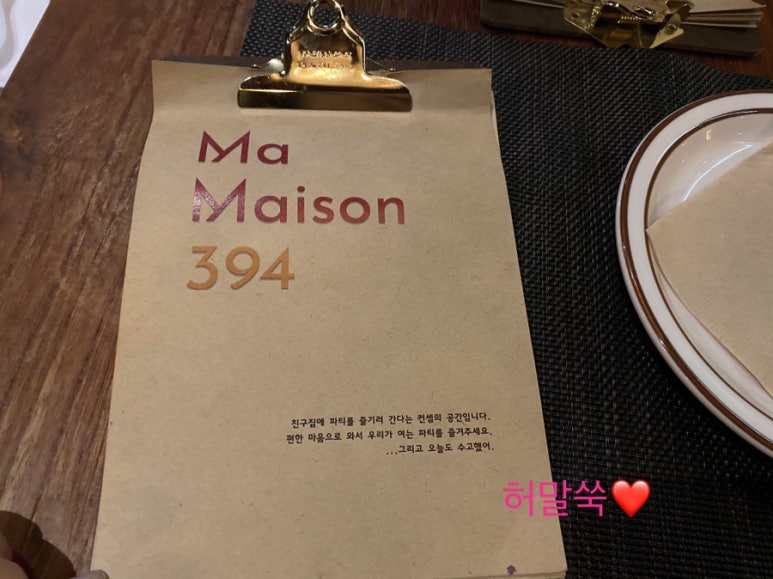 Ma
Maison
394
친구집에 파티를 즐기러 간다는 컨셉의 공간입니다.
편한 마음으로 와서 우리가 여는 파티를 즐겨주세요.
...그리고 오늘도 수고했어.
허말쑥❤️